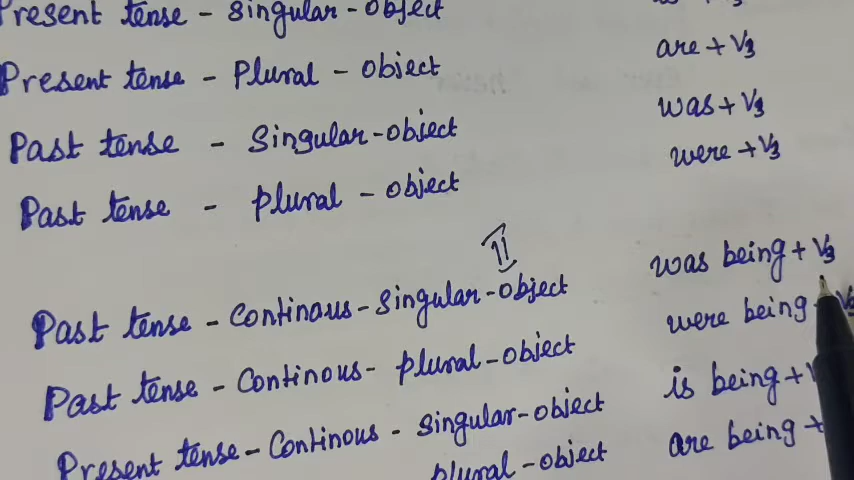 Present tense - Singular-object
Present tense - Plural - object are + V3
Past tense - Singular-object was + V3
Past tense - plural - object were + V3
II
Past tense - Continous - Singular-object was being + V3
Past tense - Continous - plural-object were being
Present tense - Continous - singular-object is being +
plural-object are being +